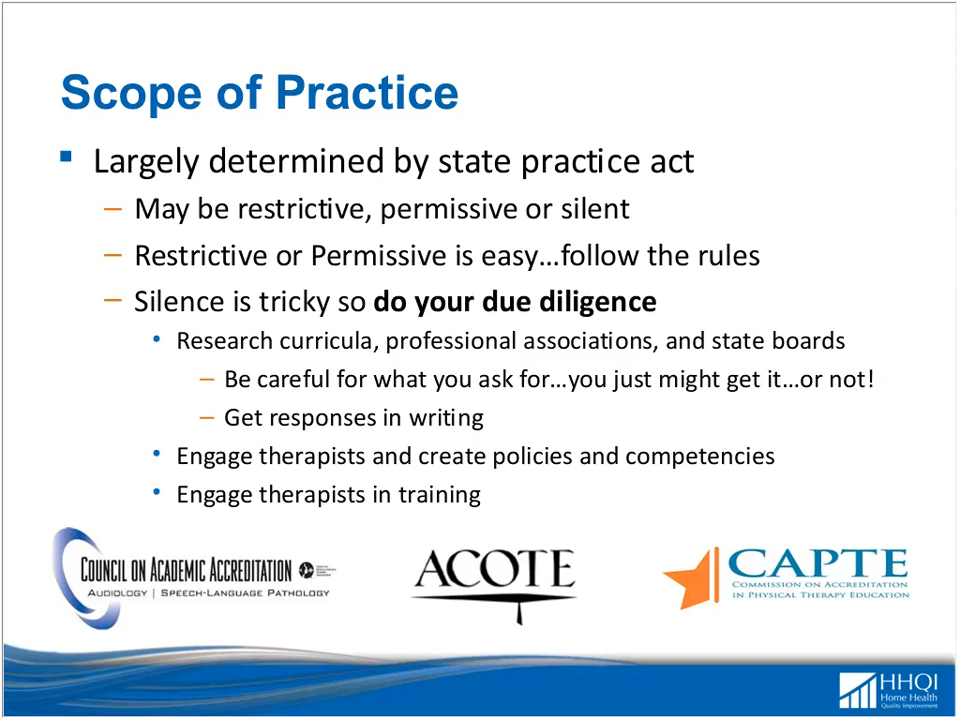 Scope of Practice
▪ Largely determined by state practice act
– May be restrictive, permissive or silent
– Restrictive or Permissive is easy…follow the rules
– Silence is tricky so do your due diligence
• Research curricula, professional associations, and state boards
– Be careful for what you ask for…you just might get it…or not!
– Get responses in writing
• Engage therapists and create policies and competencies
• Engage therapists in training
COUNCIL ON ACADEMIC ACCREDITATION
AUDIOLOGY | SPEECH-LANGUAGE PATHOLOGY
ACOTE
CAPTE
COMMISSION ON ACCREDITATION
IN PHYSICAL THERAPY EDUCATION
HHQI
Home Health
Quality Improvement